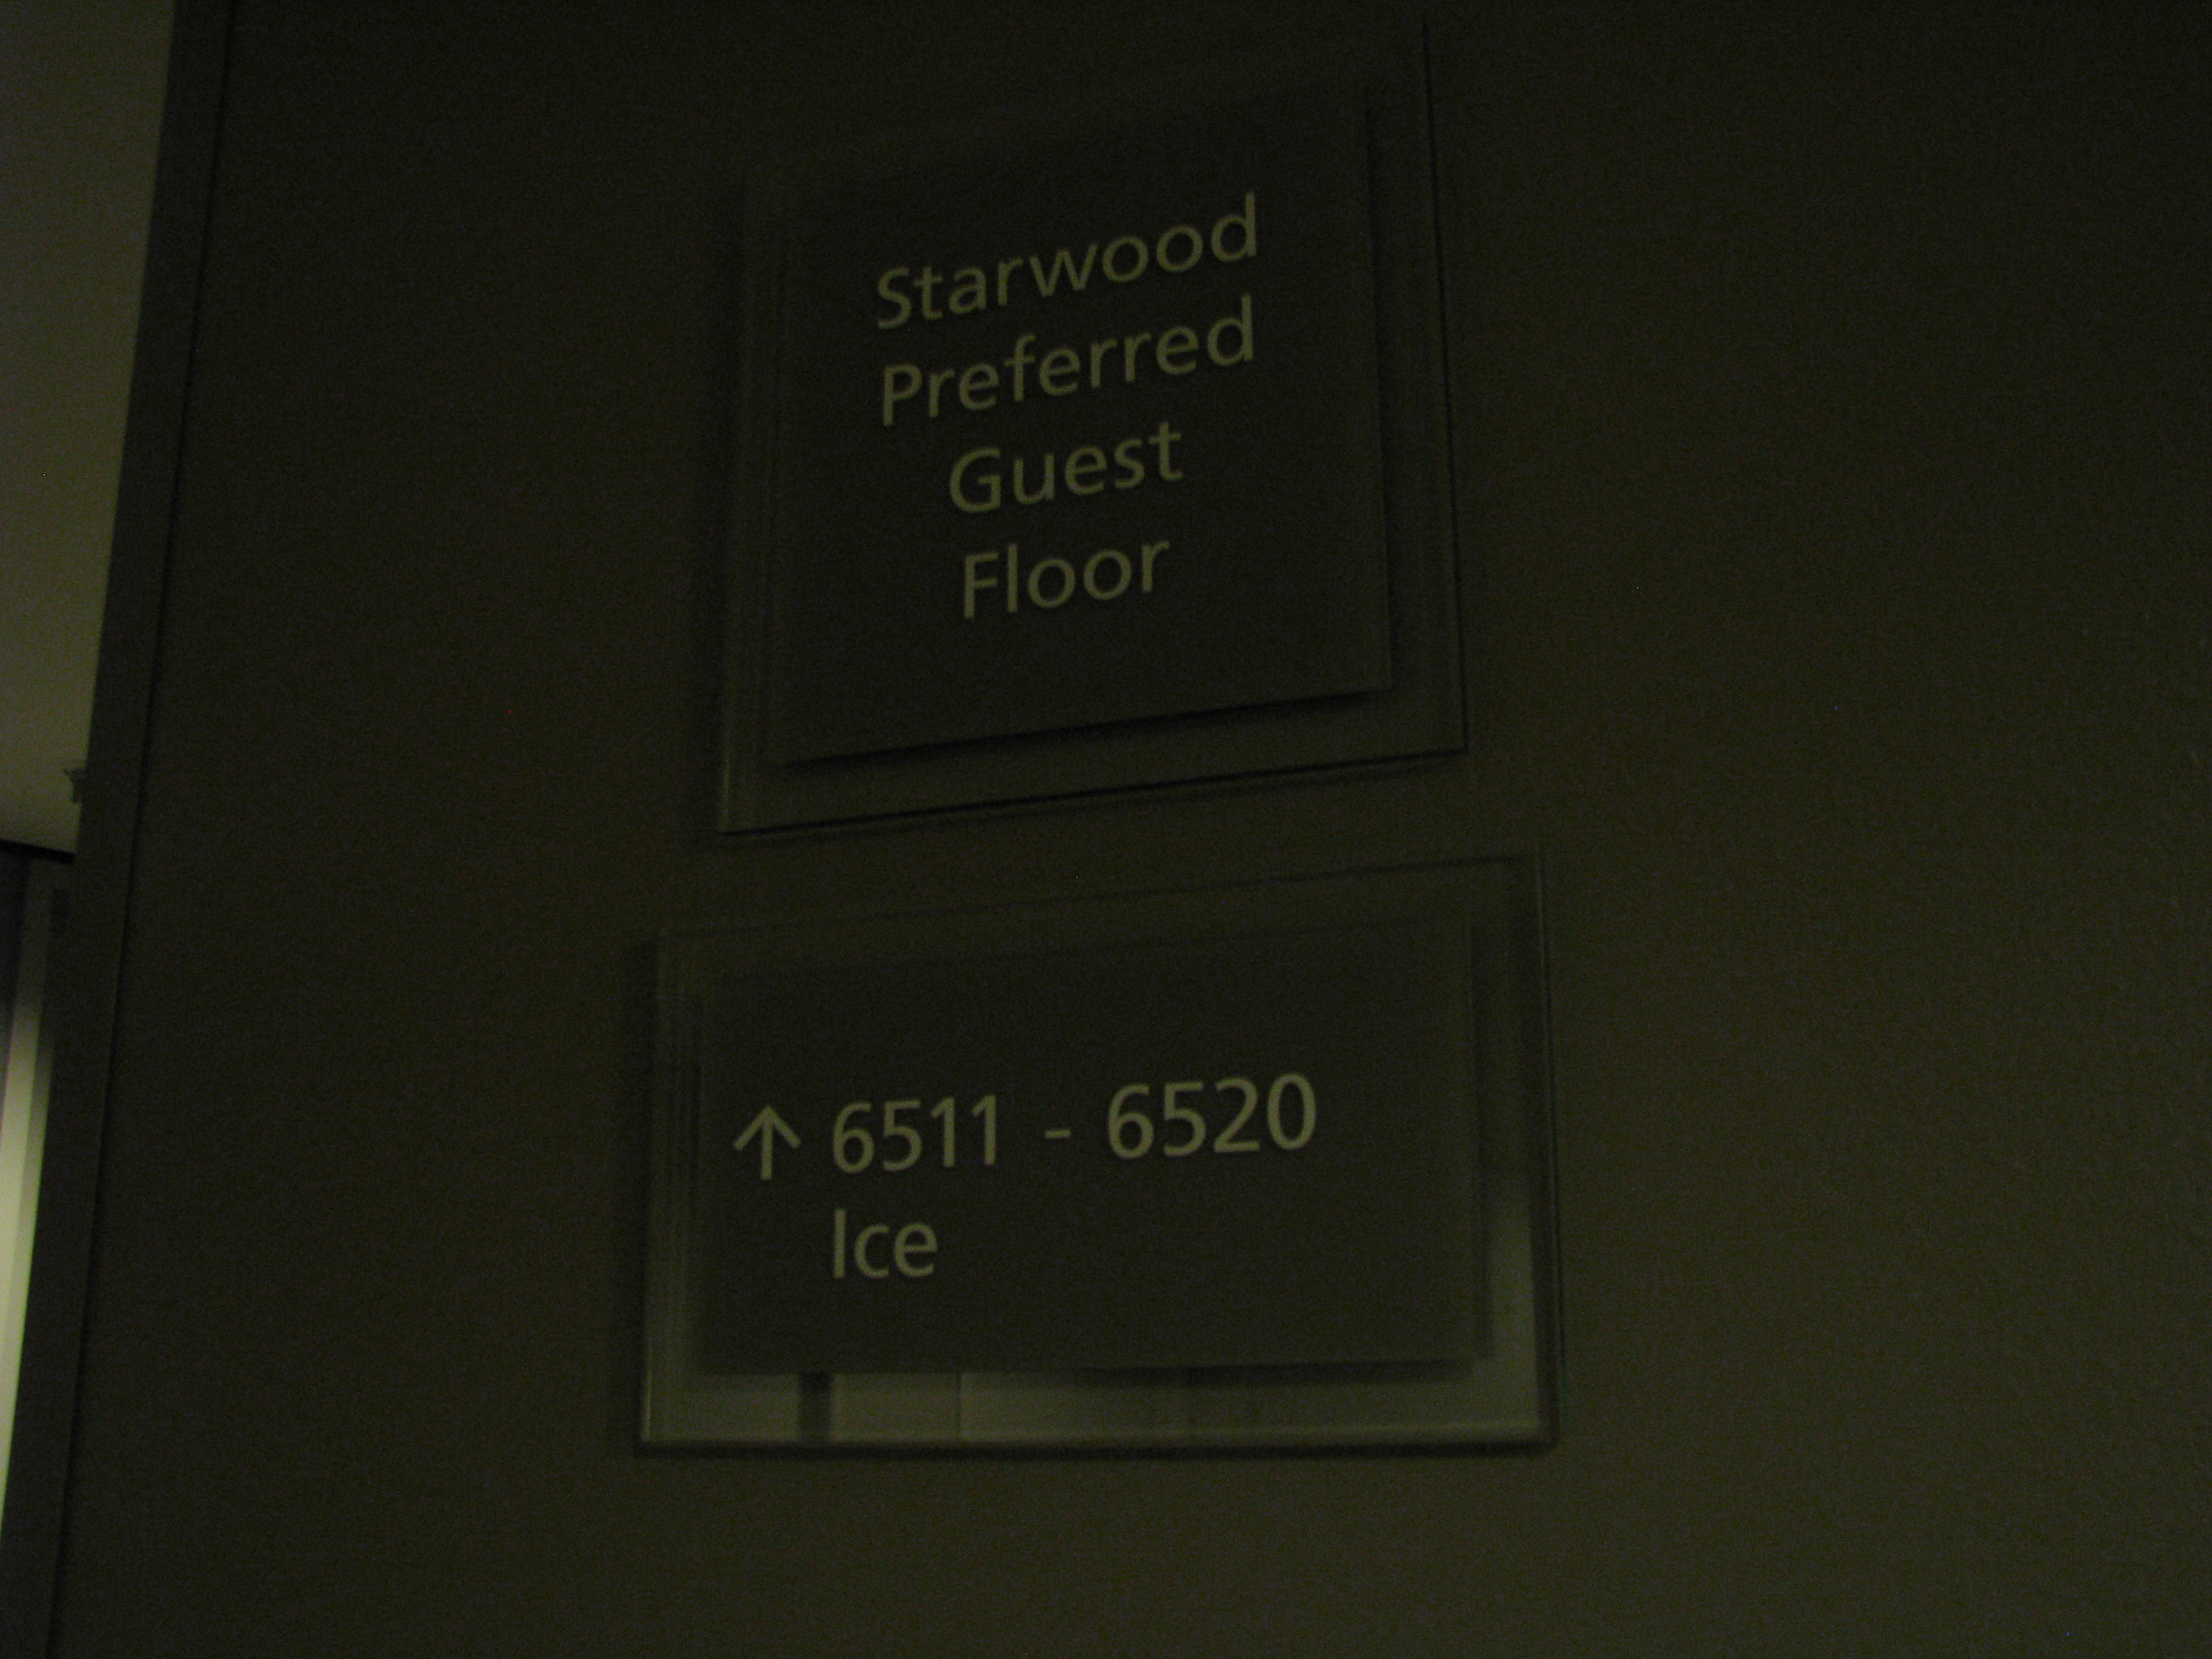 Starwood
Preferred
Guest
Floor
↑ 6511 - 6520
Ice